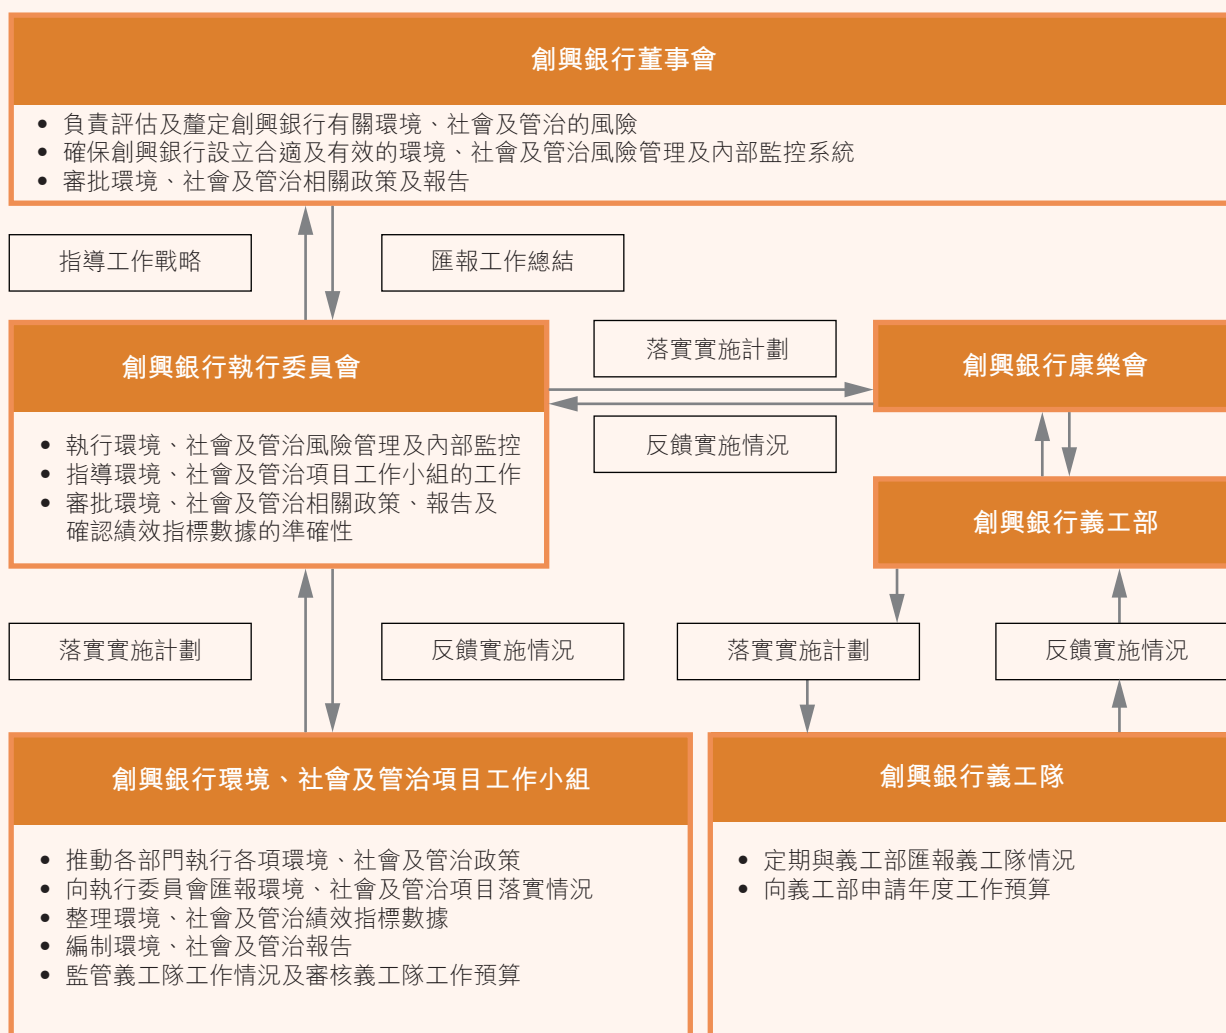 創興銀行董事會
• 負責評估及釐定創興銀行有關環境、社會及管治的風險
• 確保創興銀行設立合適及有效的環境、社會及管治風險管理及內部監控系統
• 審批環境、社會及管治相關政策及報告
指導工作戰略
匯報工作總結
創興銀行執行委員會
• 執行環境、社會及管治風險管理及內部監控
• 指導環境、社會及管治項目工作小組的工作
• 審批環境、社會及管治相關政策、報告及
確認績效指標數據的準確性
落實實施計劃
反饋實施情況
創興銀行康樂會
創興銀行義工部
落實實施計劃
反饋實施情況
落實實施計劃
反饋實施情況
創興銀行環境、社會及管治項目工作小組
• 推動各部門執行各項環境、社會及管治政策
• 向執行委員會匯報環境、社會及管治項目落實情況
• 整理環境、社會及管治績效指標數據
• 編制環境、社會及管治報告
• 監管義工隊工作情況及審核義工隊工作預算
創興銀行義工隊
• 定期與義工部匯報義工隊情況
• 向義工部申請年度工作預算